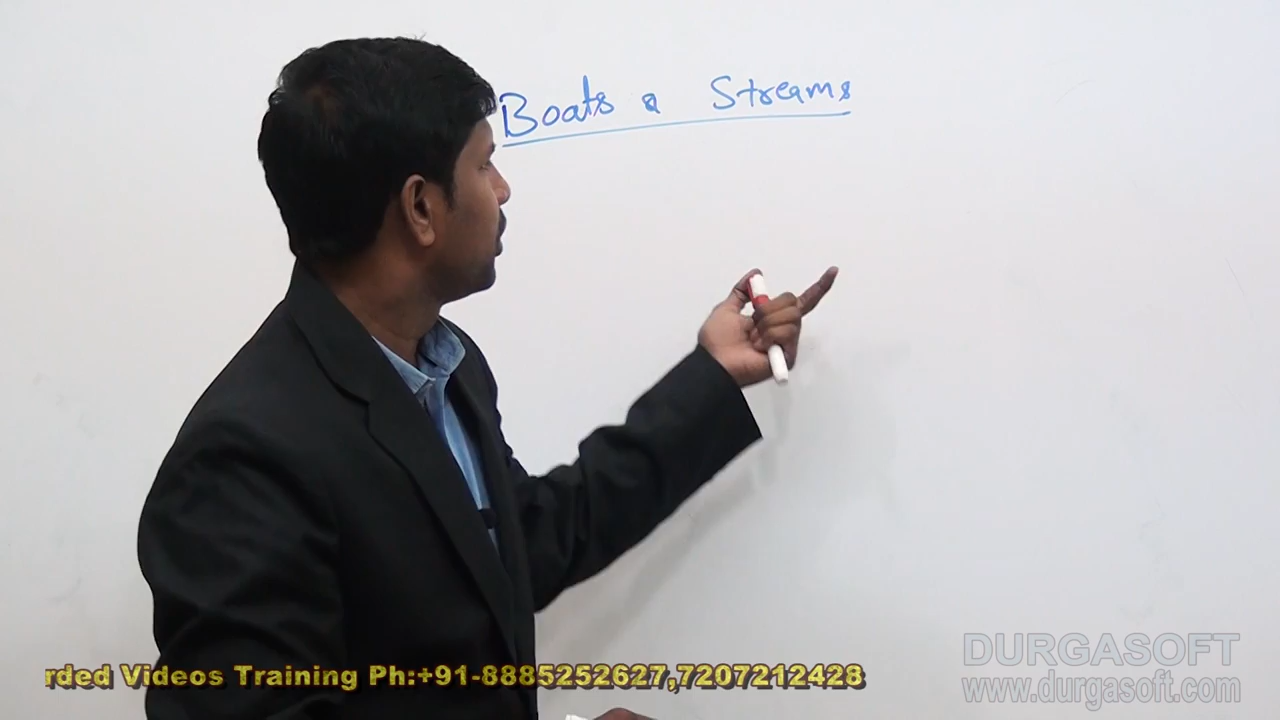 Boats & Streams
rded Videos Training Ph:+91-8885252627,7207212428
DURGASOFT
www.durgasoft.com